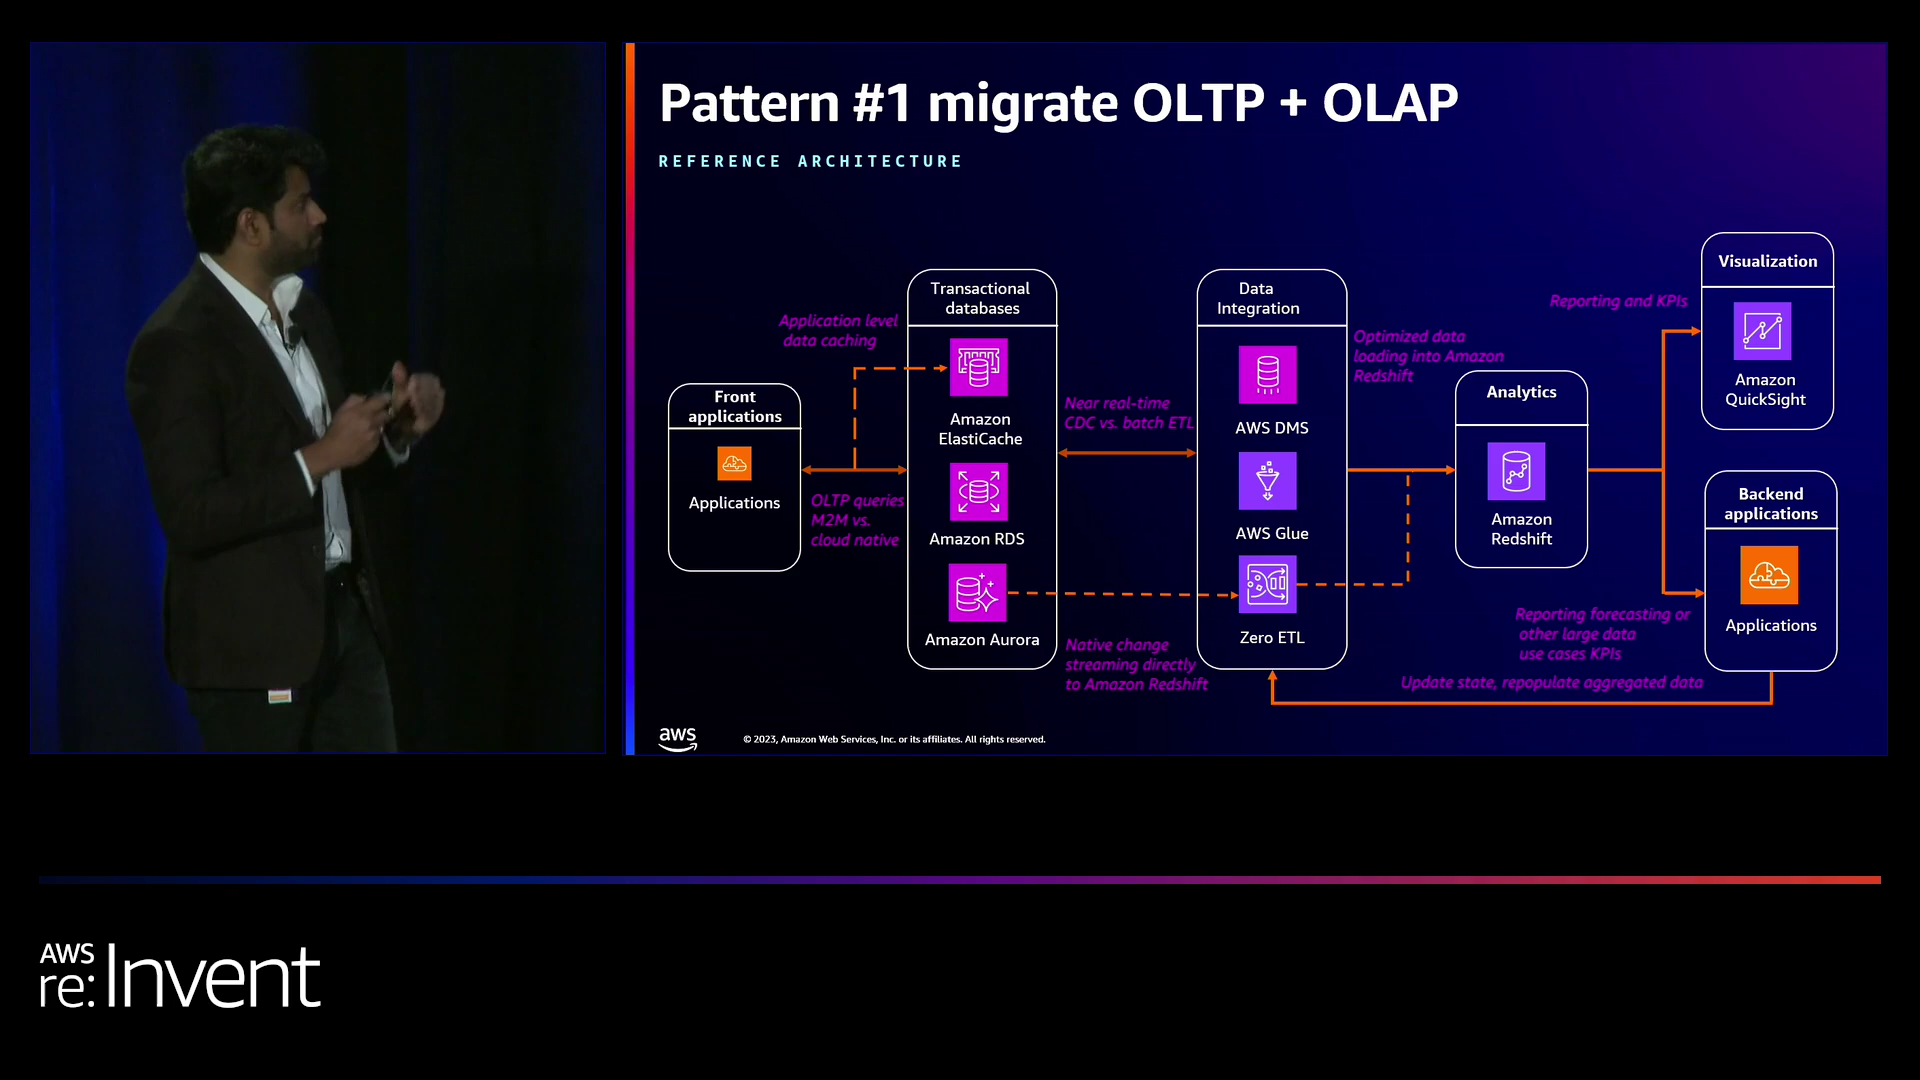 Pattern #1 migrate OLTP + OLAP
REFERENCE ARCHITECTURE
Front
applications
Applications
Application level
data caching
OLTP queries
M2M vs.
cloud native
Transactional
databases
Amazon
ElastiCache
Amazon RDS
Amazon Aurora
Near real-time
CDC vs. batch ETL
Native change
streaming directly
to Amazon Redshift
Data
Integration
AWS DMS
AWS Glue
Zero ETL
Optimized data
loading into Amazon
Redshift
Analytics
Amazon
Redshift
Reporting and KPIs
Visualization
Amazon
QuickSight
Backend
applications
Applications
Reporting forecasting or
other large data
use cases KPIs
Update state, repopulate aggregated data
aws
© 2023, Amazon Web Services, Inc. or its affiliates. All rights reserved.
AWS
re:Invent